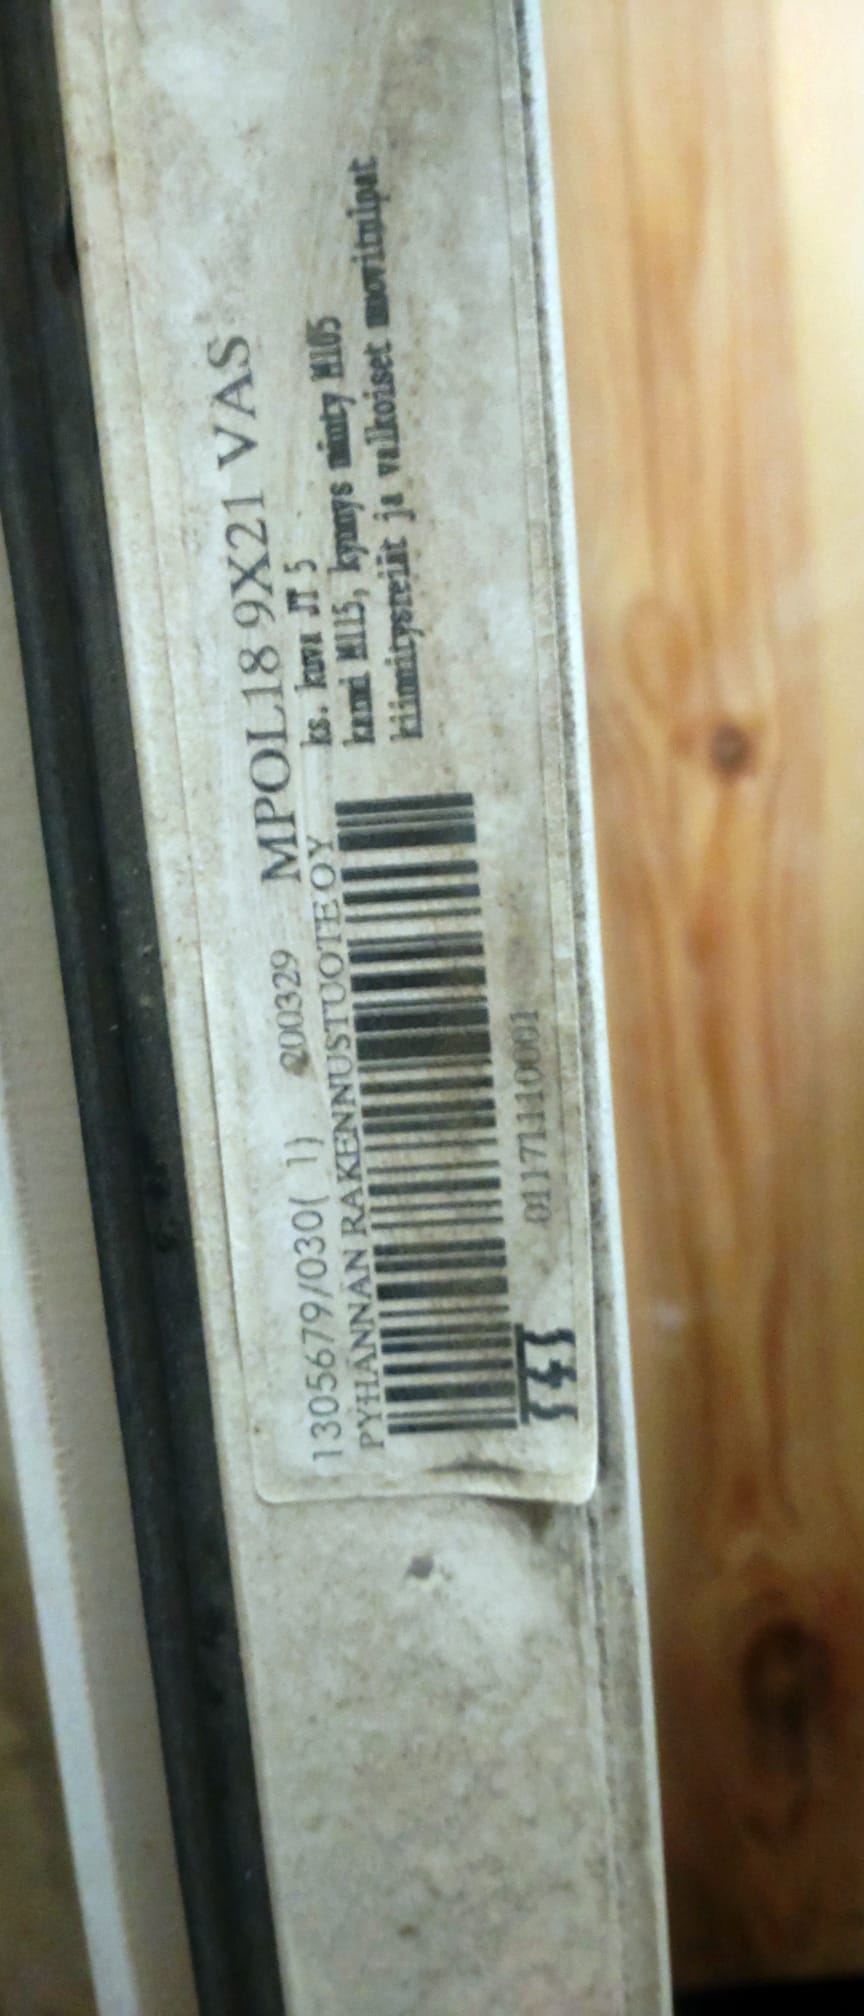 1305679/030( 1) 200329 MPOL18 9X21 VAS
PYHÄNNÄN RAKENNUSTUOTE OY
ks. kuva JT 5
karmi M115, kynnys mänty M105
kiinnitysreiät ja valkoiset muovitulpat
01171110001